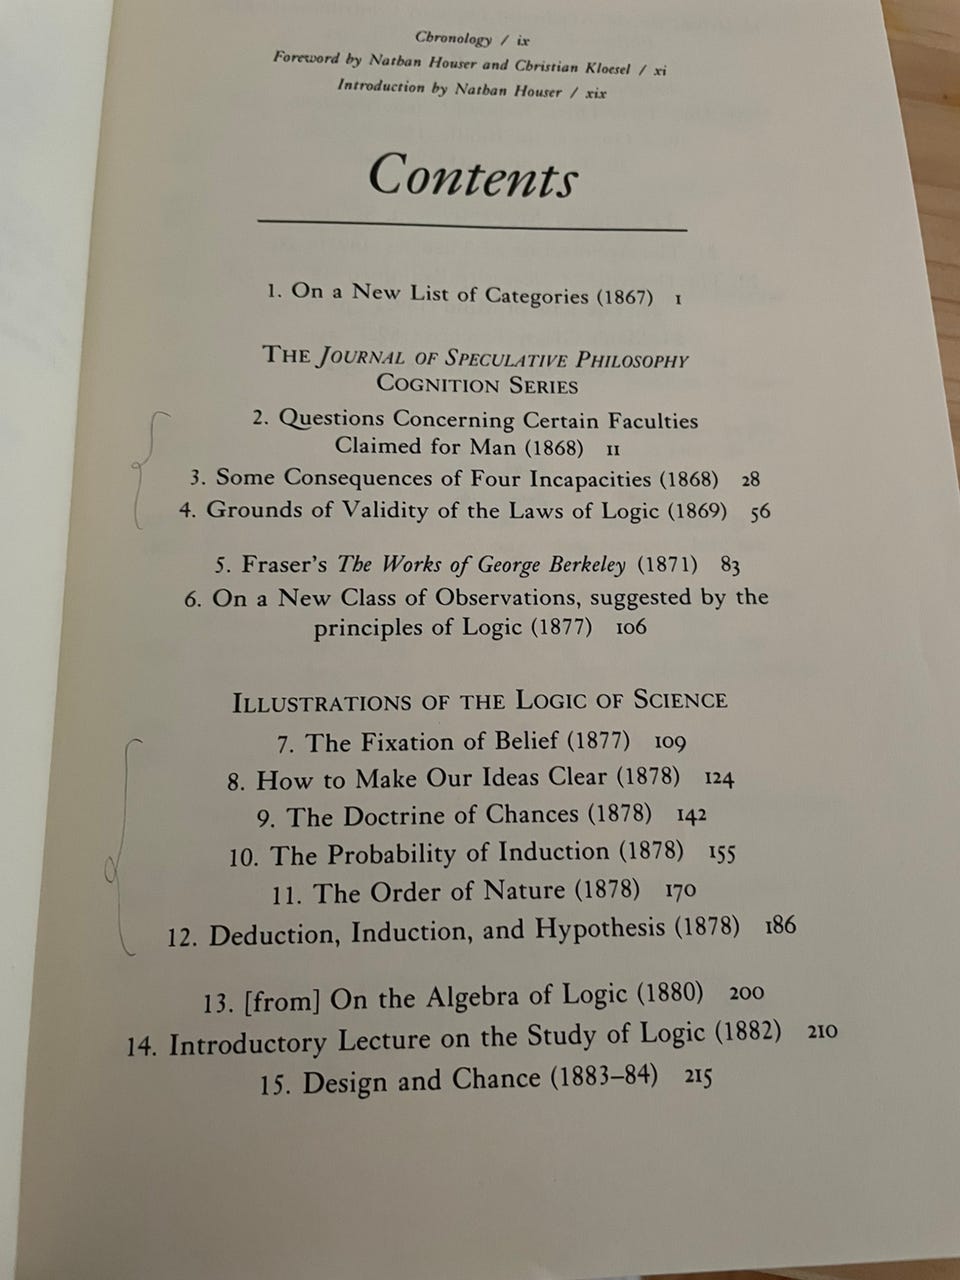 Chronology / ix
Foreword by Nathan Houser and Christian Kloesel / xi
Introduction by Nathan Houser / xix
Contents
1. On a New List of Categories (1867) 1
THE JOURNAL OF SPECULATIVE PHILOSOPHY
COGNITION SERIES
2. Questions Concerning Certain Faculties
Claimed for Man (1868) 11
3. Some Consequences of Four Incapacities (1868) 28
4. Grounds of Validity of the Laws of Logic (1869) 56
5. Fraser's The Works of George Berkeley (1871) 83
6. On a New Class of Observations, suggested by the
principles of Logic (1877) 106
ILLUSTRATIONS OF THE LOGIC OF SCIENCE
7. The Fixation of Belief (1877) 109
8. How to Make Our Ideas Clear (1878) 124
9. The Doctrine of Chances (1878) 142
10. The Probability of Induction (1878) 155
11. The Order of Nature (1878) 170
12. Deduction, Induction, and Hypothesis (1878) 186
13. [from] On the Algebra of Logic (1880) 200
14. Introductory Lecture on the Study of Logic (1882) 210
15. Design and Chance (1883–84) 215